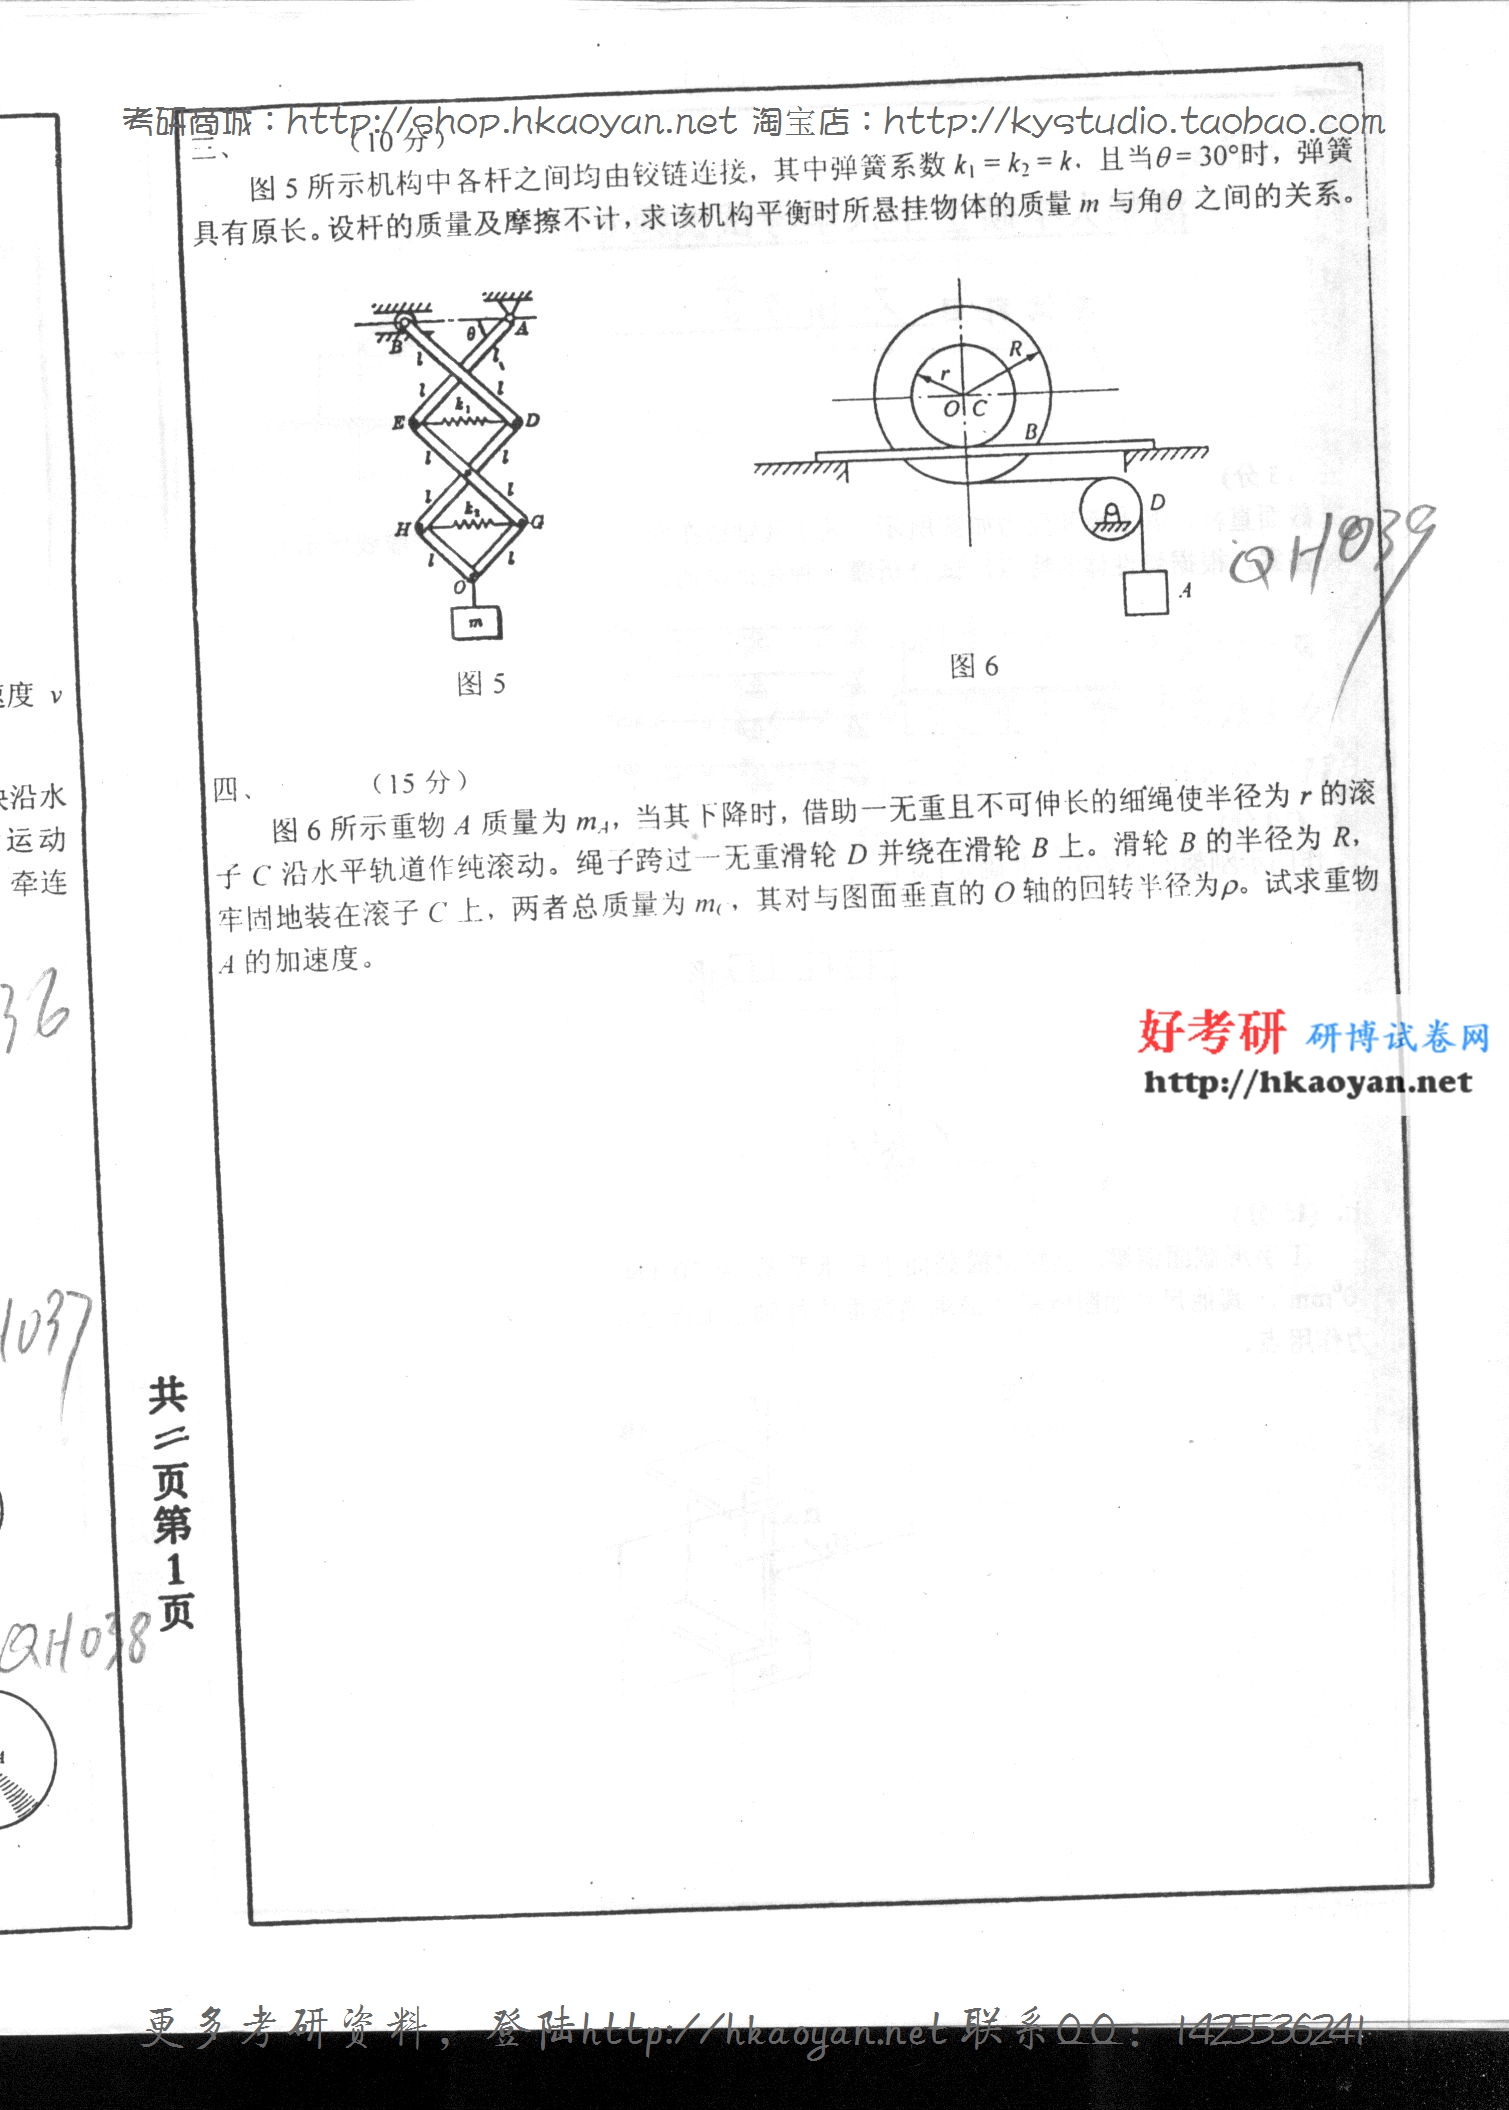 考研商城：http://shop.hkaoyan.net 淘宝店：http://kystudio.taobao.com
三、 （10 分）
图 5 所示机构中各杆之间均由铰链连接，其中弹簧系数 k₁ = k₂ = k，且当θ = 30°时，弹簧
具有原长。设杆的质量及摩擦不计，求该机构平衡时所悬挂物体的质量 m 与角θ 之间的关系。
B θ A
l l
l l
E k₁ D
l l
l l
H k₂ G
l l
O
m
图 5
R
r
O C
B
D
A
图 6
QH039
四、 （15 分）
图 6 所示重物 A 质量为 m_A，当其下降时，借助一无重且不可伸长的细绳使半径为 r 的滚
子 C 沿水平轨道作纯滚动。绳子跨过一无重滑轮 D 并绕在滑轮 B 上。滑轮 B 的半径为 R，
牢固地装在滚子 C 上，两者总质量为 m_C，其对与图面垂直的 O 轴的回转半径为ρ。试求重物
A 的加速度。
好考研 研博试卷网
http://hkaoyan.net
度 v
沿水
运动
牵连
36
1037
QH038
共二页第1页
更多考研资料，登陆http://hkaoyan.net 联系QQ：1425536241